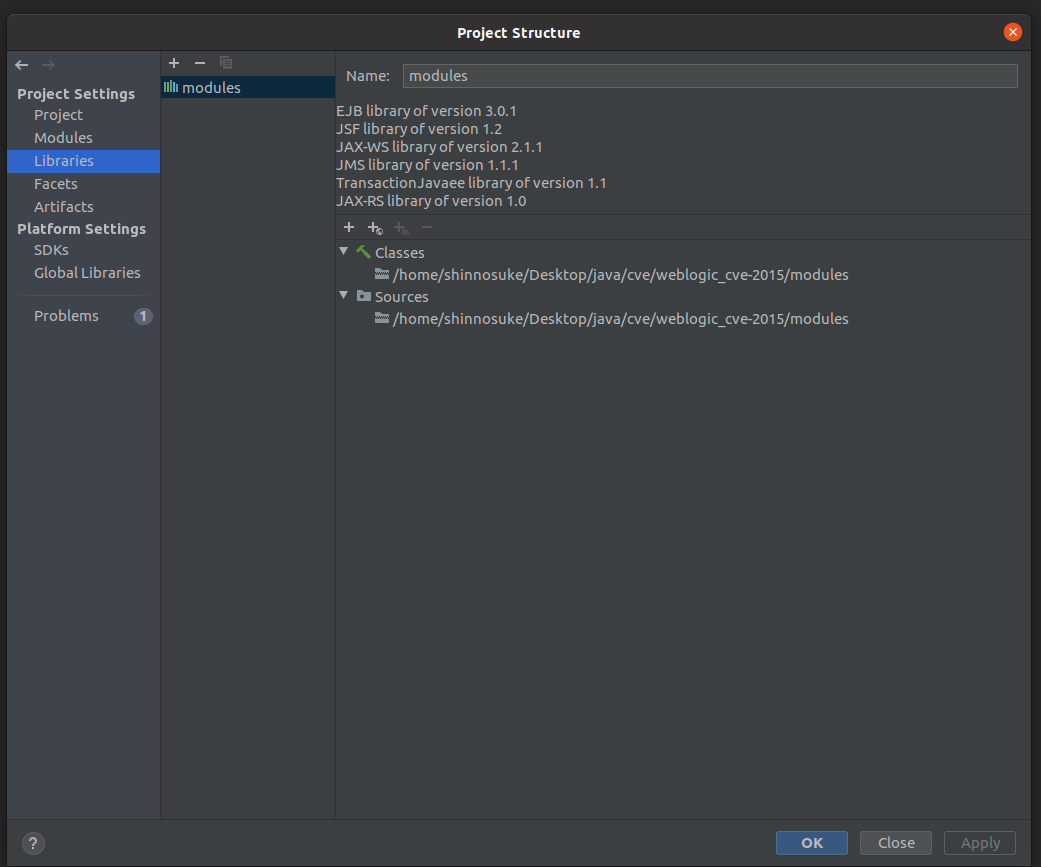 Project Structure
Project Settings
Project
Modules
Libraries
Facets
Artifacts
Platform Settings
SDKs
Global Libraries
Problems 1
modules
Name: modules
EJB library of version 3.0.1
JSF library of version 1.2
JAX-WS library of version 2.1.1
JMS library of version 1.1.1
TransactionJavaee library of version 1.1
JAX-RS library of version 1.0
Classes
/home/shinnosuke/Desktop/java/cve/weblogic_cve-2015/modules
Sources
/home/shinnosuke/Desktop/java/cve/weblogic_cve-2015/modules
?
OK Close Apply